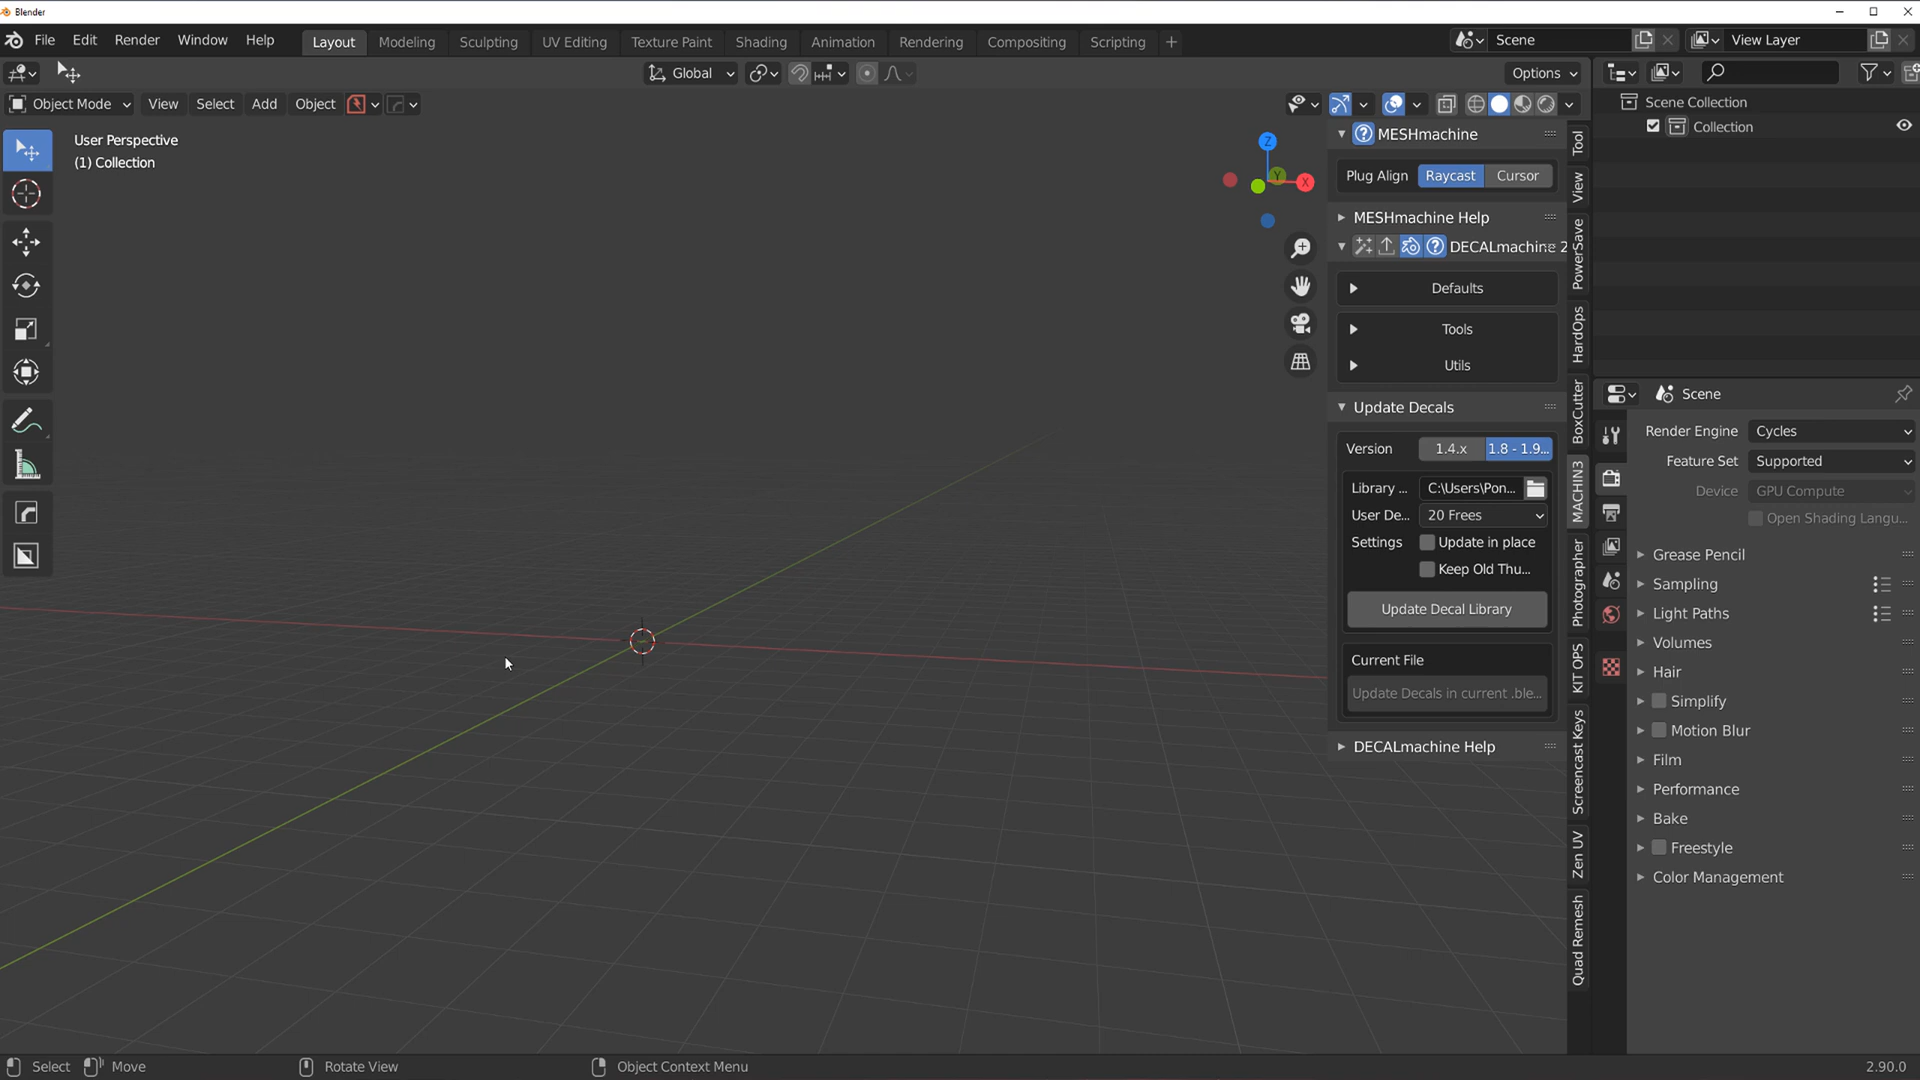 Blender
File Edit Render Window Help Layout Modeling Sculpting UV Editing Texture Paint Shading Animation Rendering Compositing Scripting + Scene View Layer
Global Options
Object Mode View Select Add Object
User Perspective
(1) Collection
Z
Y
X
MESHmachine
Plug Align Raycast Cursor
MESHmachine Help
DECALmachine 2
Defaults
Tools
Utils
Update Decals
Version 1.4.x 1.8 - 1.9...
Library ... C:\Users\Pon...
User De... 20 Frees
Settings Update in place
Keep Old Thu...
Update Decal Library
Current File
Update Decals in current .ble...
DECALmachine Help
Tool
View
PowerSave
HardOps
BoxCutter
MACHIN3
Photographer
KIT OPS
Screencast Keys
Zen UV
Quad Remesh
Scene Collection
Collection
Scene
Render Engine Cycles
Feature Set Supported
Device GPU Compute
Open Shading Langu...
Grease Pencil
Sampling
Light Paths
Volumes
Hair
Simplify
Motion Blur
Film
Performance
Bake
Freestyle
Color Management
Select Move Rotate View Object Context Menu 2.90.0